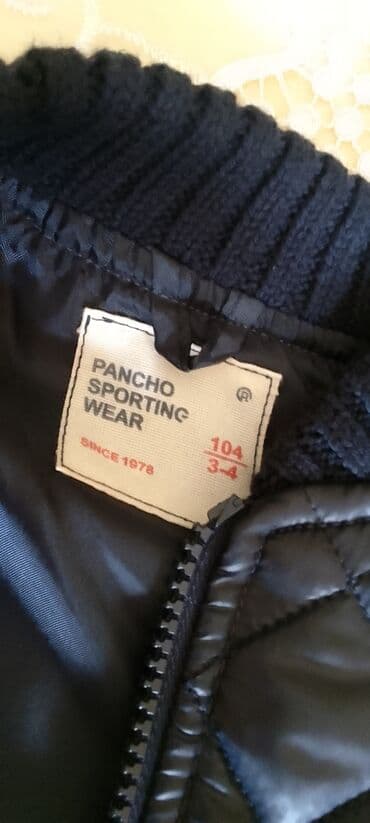 PANCHO
SPORTING
WEAR
®
SINCE 1978
104
3-4